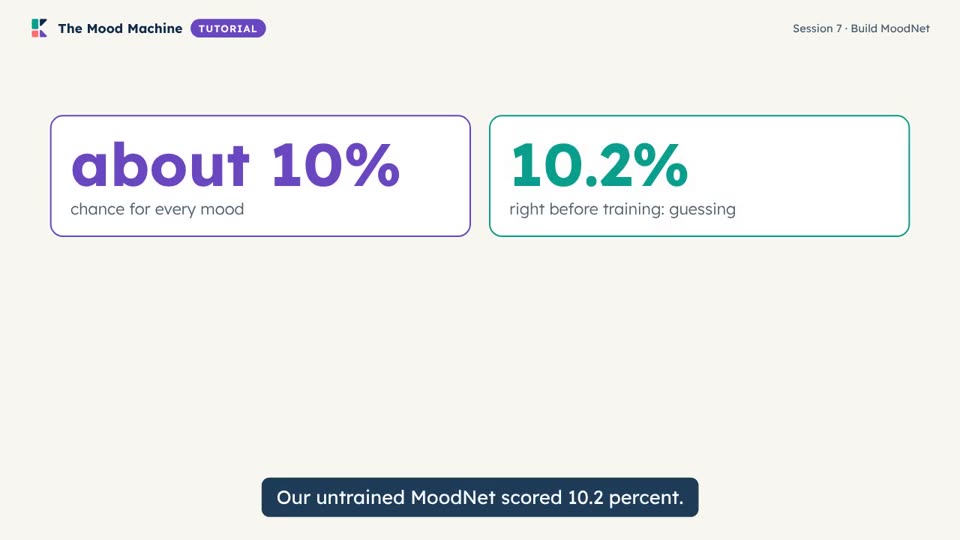 The Mood Machine TUTORIAL
Session 7 · Build MoodNet
about 10%
chance for every mood
10.2%
right before training: guessing
Our untrained MoodNet scored 10.2 percent.